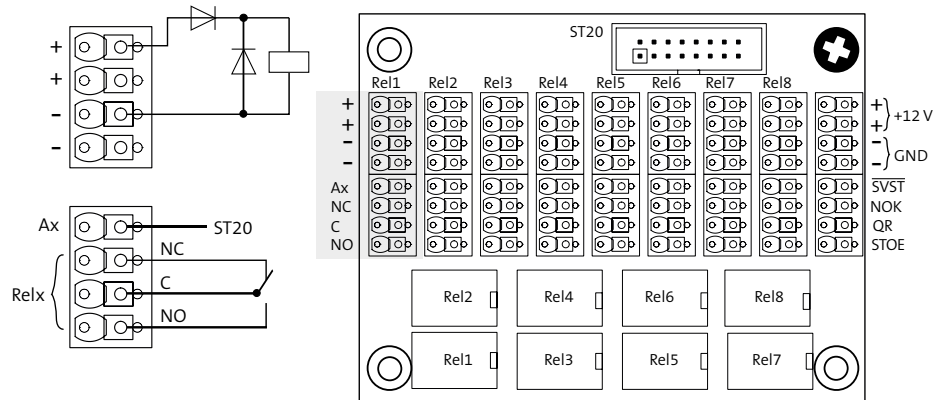 +
+
–
–
Ax
ST20
NC
C
NO
Relx
ST20
Rel1 Rel2 Rel3 Rel4 Rel5 Rel6 Rel7 Rel8
+ +
+ + +12 V
– –
– – GND
Ax S̅V̅S̅T̅
NC NOK
C QR
NO STOE
Rel2 Rel4 Rel6 Rel8
Rel1 Rel3 Rel5 Rel7